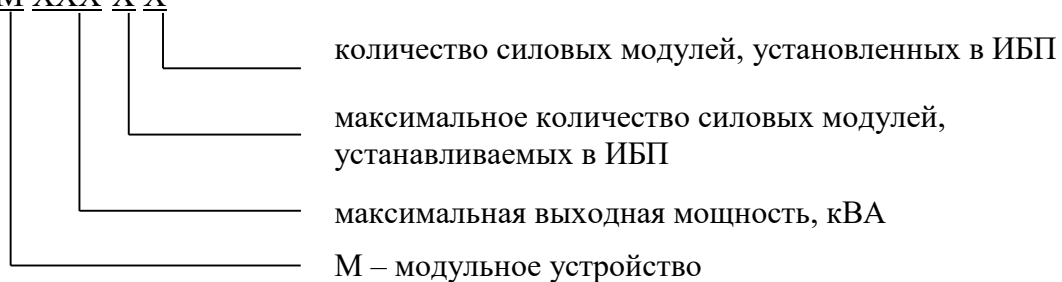 М ХХХ Х Х
количество силовых модулей, установленных в ИБП
максимальное количество силовых модулей,
устанавливаемых в ИБП
максимальная выходная мощность, кВА
М – модульное устройство